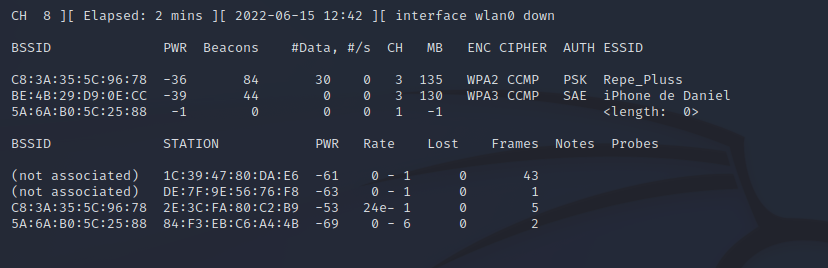 CH  8 ][ Elapsed: 2 mins ][ 2022-06-15 12:42 ][ interface wlan0 down
BSSID              PWR  Beacons    #Data, #/s  CH   MB   ENC CIPHER  AUTH ESSID
C8:3A:35:5C:96:78  -36       84       30    0   3  135   WPA2 CCMP   PSK  Repe_Pluss
BE:4B:29:D9:0E:CC  -39       44        0    0   3  130   WPA3 CCMP   SAE  iPhone de Daniel
5A:6A:B0:5C:25:88   -1        0        0    0   1   -1                    <length:  0>
BSSID              STATION            PWR   Rate    Lost    Frames  Notes  Probes
(not associated)   1C:39:47:80:DA:E6  -61    0 - 1      0       43
(not associated)   DE:7F:9E:56:76:F8  -63    0 - 1      0        1
C8:3A:35:5C:96:78  2E:3C:FA:80:C2:B9  -53   24e- 1      0        5
5A:6A:B0:5C:25:88  84:F3:EB:C6:A4:4B  -69    0 - 6      0        2